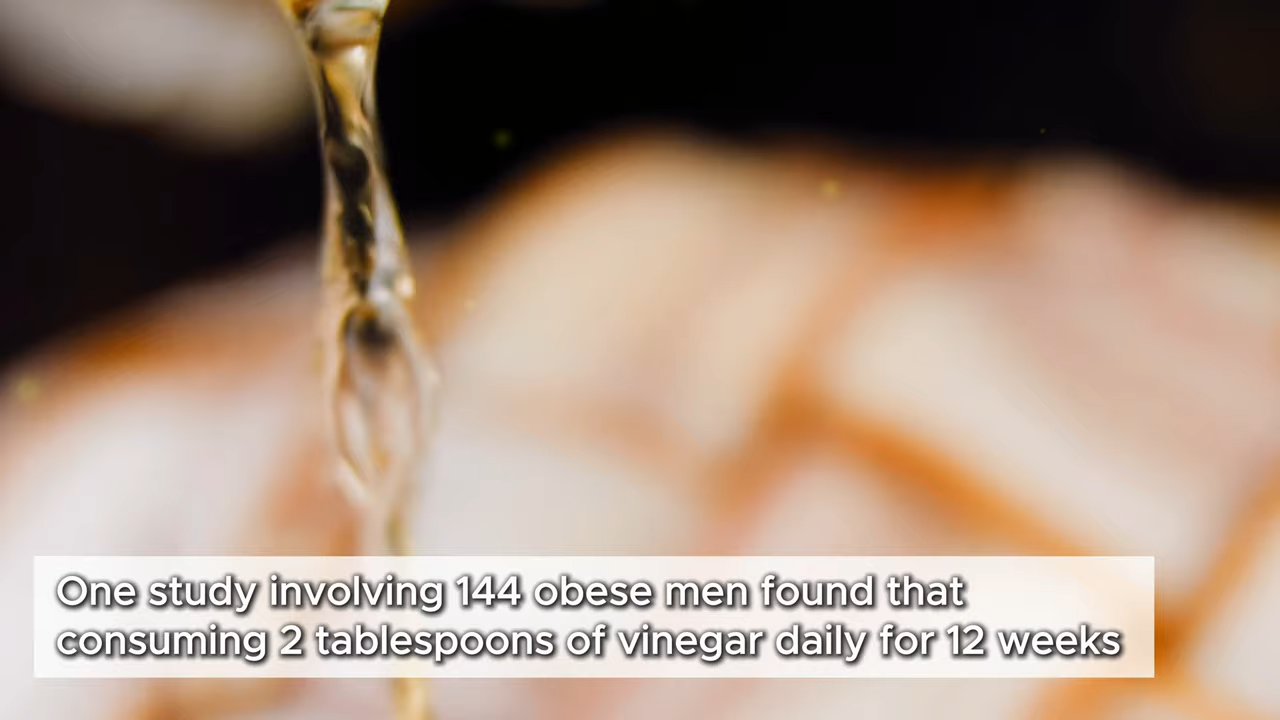 One study involving 144 obese men found that
consuming 2 tablespoons of vinegar daily for 12 weeks